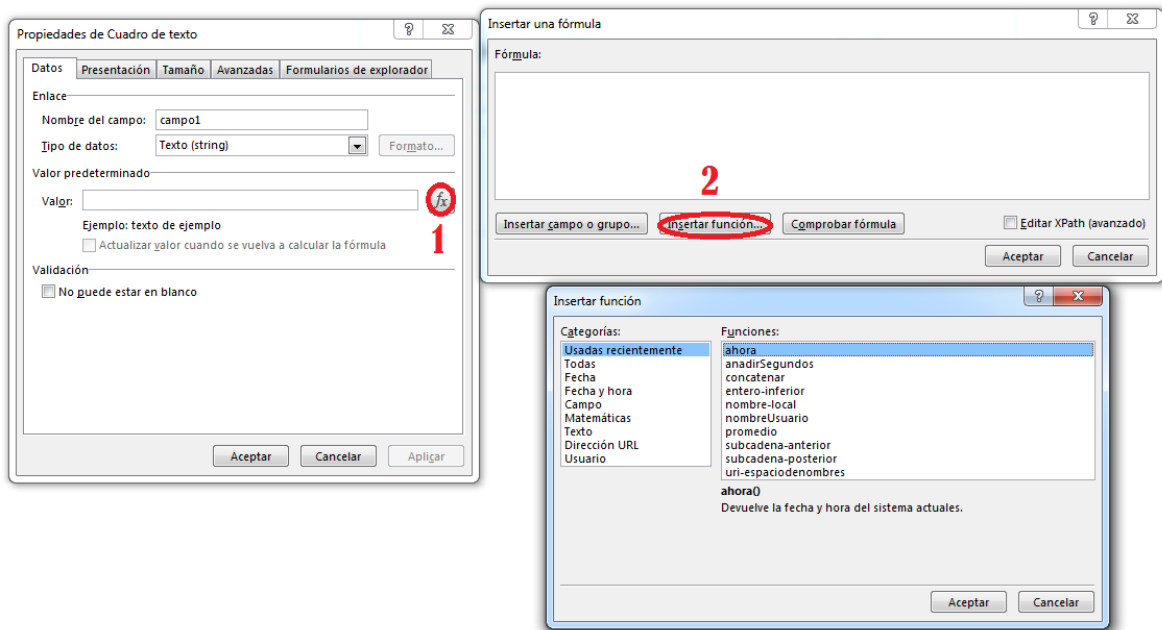 Propiedades de Cuadro de texto
Datos Presentación Tamaño Avanzadas Formularios de explorador
Enlace
Nombre del campo: campo1
Tipo de datos: Texto (string) Formato...
Valor predeterminado
Valor: fx
1
Ejemplo: texto de ejemplo
Actualizar valor cuando se vuelva a calcular la fórmula
Validación
No puede estar en blanco
Aceptar Cancelar Aplicar
Insertar una fórmula
Fórmula:
2
Insertar campo o grupo... Insertar función... Comprobar fórmula Editar XPath (avanzado)
Aceptar Cancelar
Insertar función
Categorías:
Usadas recientemente
Todas
Fecha
Fecha y hora
Campo
Matemáticas
Texto
Dirección URL
Usuario
Funciones:
ahora
anadirSegundos
concatenar
entero-inferior
nombre-local
nombreUsuario
promedio
subcadena-anterior
subcadena-posterior
uri-espaciodenombres
ahora()
Devuelve la fecha y hora del sistema actuales.
Aceptar Cancelar